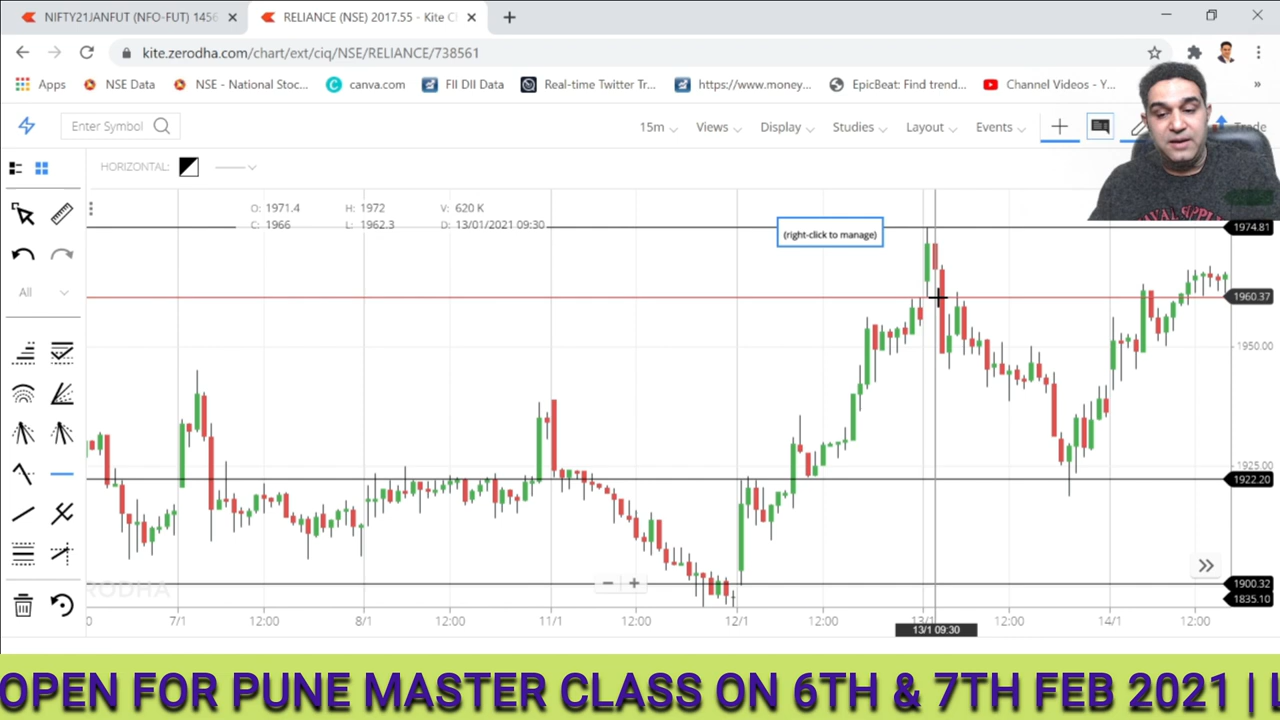 NIFTY21JANFUT (NFO-FUT) 1456
RELIANCE (NSE) 2017.55 - Kite C
kite.zerodha.com/chart/ext/ciq/NSE/RELIANCE/738561
Apps
NSE Data
NSE - National Stoc...
canva.com
FII DII Data
Real-time Twitter Tr...
https://www.money...
EpicBeat: Find tren...
Channel Videos - Y...
»
Enter Symbol
15m
Views
Display
Studies
Layout
Events
Trade
HORIZONTAL:
O: 1971.4 H: 1972 V: 620 K
C: 1966 L: 1962.3 D: 13/01/2021 09:30
(right-click to manage)
1974.81
1960.37
1950.00
1925.00
1922.20
1900.32
1835.10
All
0 7/1 12:00 8/1 12:00 11/1 12:00 12/1 12:00 13/1 12:00 14/1 12:00
13/1 09:30
OPEN FOR PUNE MASTER CLASS ON 6TH & 7TH FEB 2021 | L